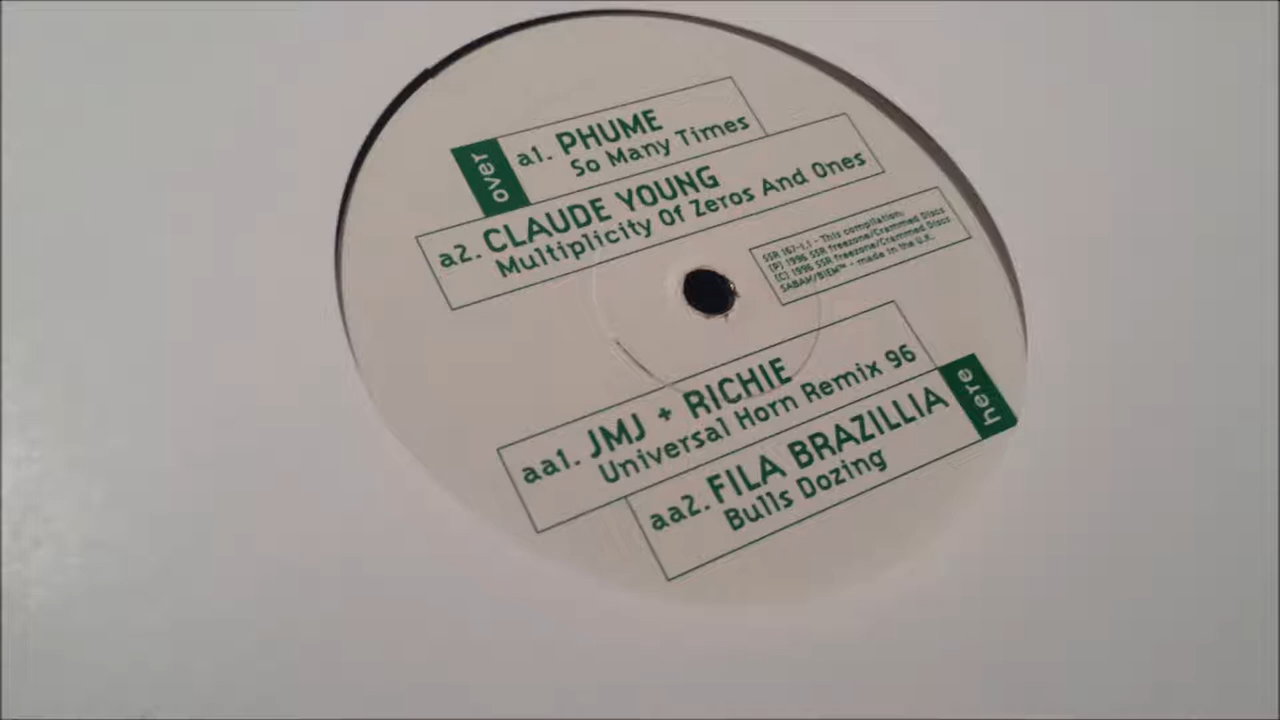 over
a1. PHUME
So Many Times
a2. CLAUDE YOUNG
Multiplicity Of Zeros And Ones
SSR 167-1.1 - This compilation:
(P) 1996 SSR freezone/Crammed Discs
(C) 1996 SSR freezone/Crammed Discs
SABAM/BIEM™ - made in the U.K.
aa1. JMJ + RICHIE
Universal Horn Remix 96
here
aa2. FILA BRAZILLIA
Bulls Dozing